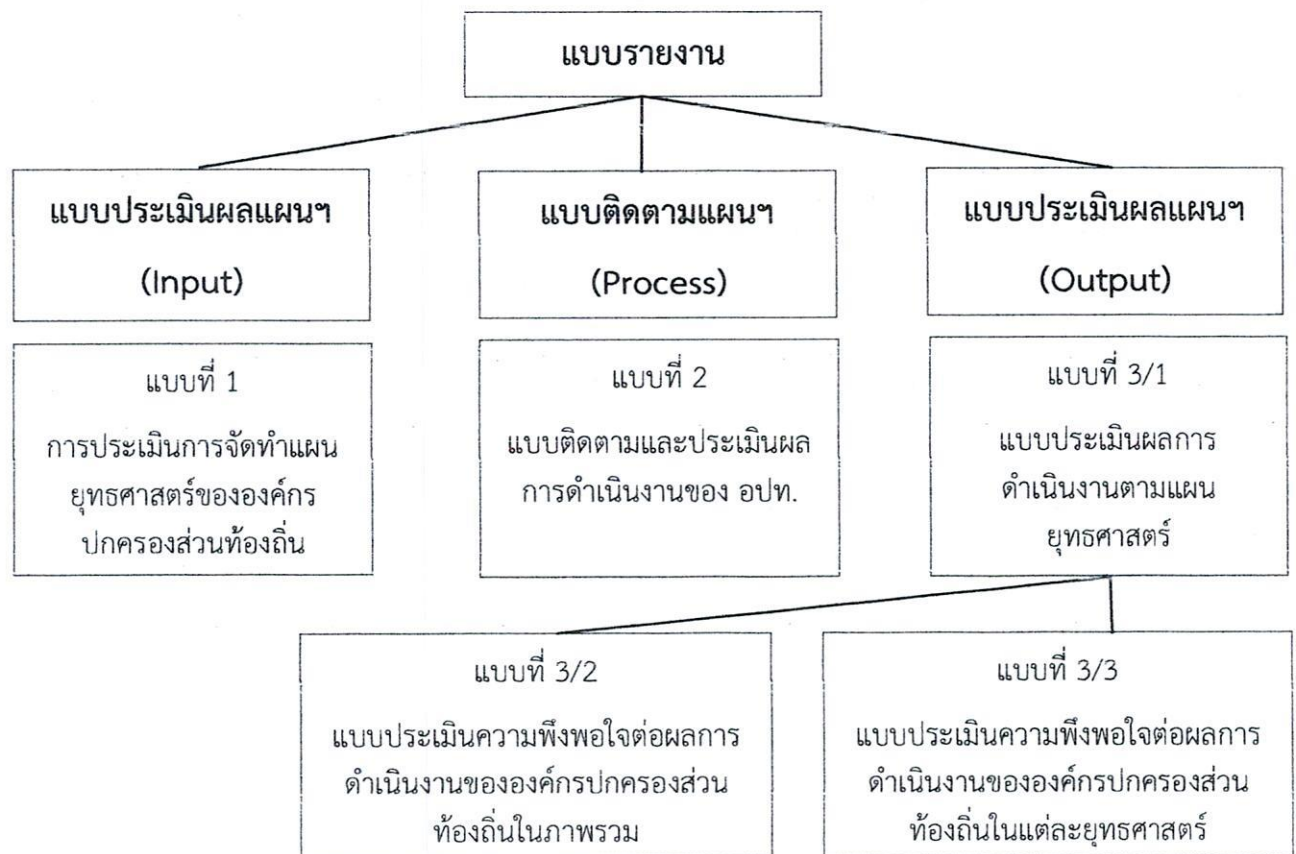 แบบรายงาน
แบบประเมินผลแผนฯ
(Input)
แบบติดตามแผนฯ
(Process)
แบบประเมินผลแผนฯ
(Output)
แบบที่ 1
การประเมินการจัดทำแผน
ยุทธศาสตร์ขององค์กร
ปกครองส่วนท้องถิ่น
แบบที่ 2
แบบติดตามและประเมินผล
การดำเนินงานของ อปท.
แบบที่ 3/1
แบบประเมินผลการ
ดำเนินงานตามแผน
ยุทธศาสตร์
แบบที่ 3/2
แบบประเมินความพึงพอใจต่อผลการ
ดำเนินงานขององค์กรปกครองส่วน
ท้องถิ่นในภาพรวม
แบบที่ 3/3
แบบประเมินความพึงพอใจต่อผลการ
ดำเนินงานขององค์กรปกครองส่วน
ท้องถิ่นในแต่ละยุทธศาสตร์